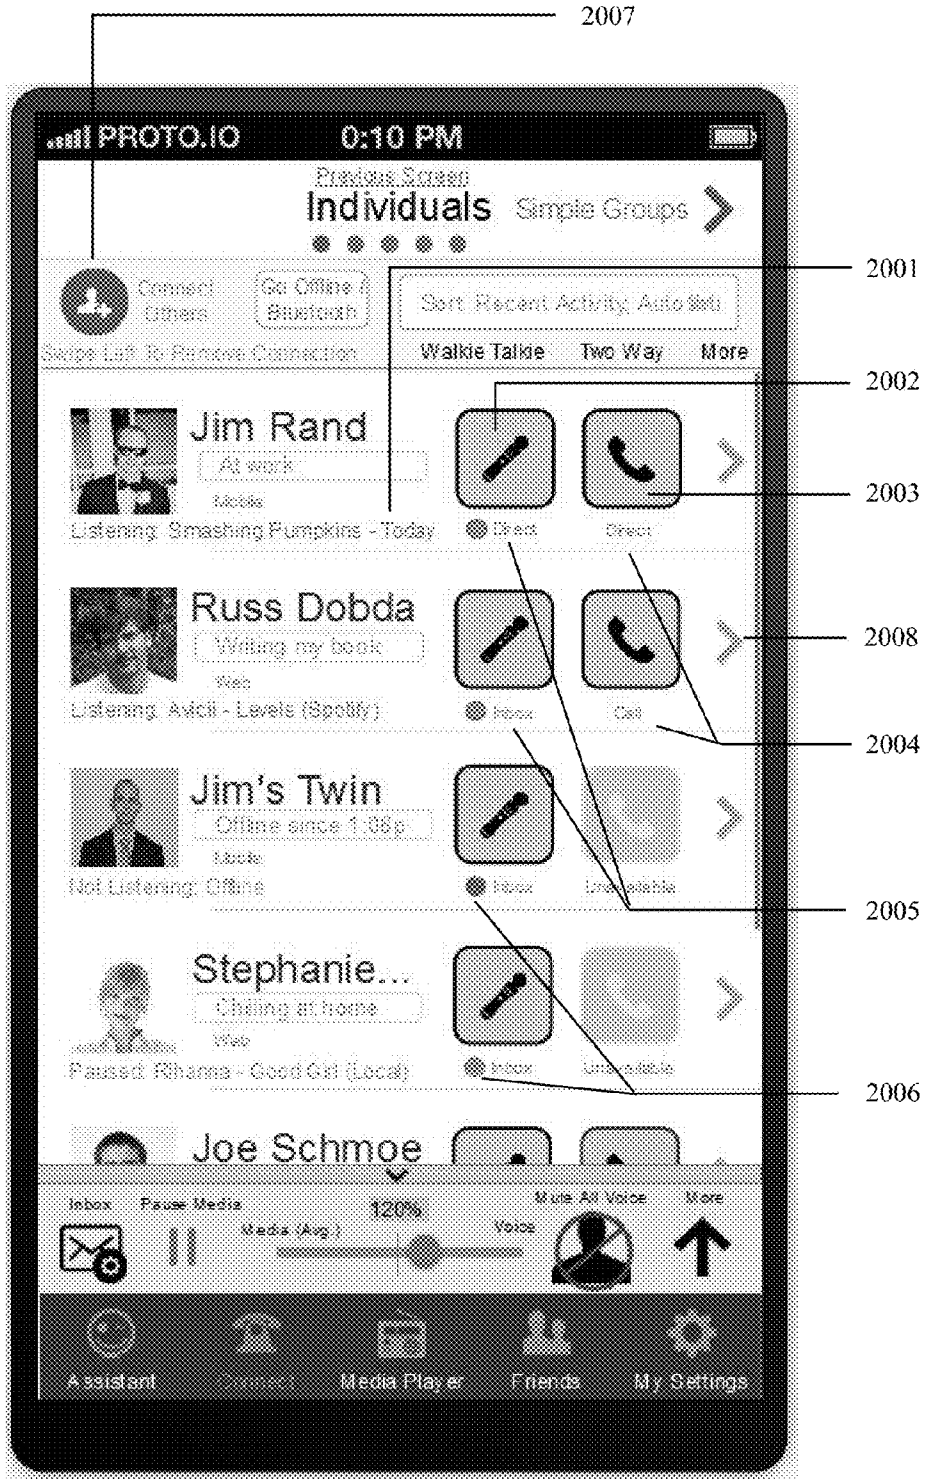 2007
PROTO.IO 0:10 PM
Previous Screen
Individuals Simple Groups
2001
Connect Others
Go Offline / Bluetooth
Sort: Recent Activity, Auto
Swipe Left To Remove Connection
Walkie Talkie Two Way More
2002
Jim Rand
At work
Mobile
2003
Listening: Smashing Pumpkins - Today
Direct Direct
Russ Dobda
Writing my book
2008
Web
Listening: Avicii - Levels (Spotify)
Inbox Call
2004
Jim's Twin
Offline since 1:08p
Mobile
Not Listening: Offline
Inbox Unavailable
2005
Stephanie...
Chilling at home
Web
Paused: Rihanna - Good Girl (Local)
Inbox Unavailable
2006
Joe Schmoe
Inbox Pause Media 120% Mute All Voice More
Media (Avg.) Voice
Assistant Connect Media Player Friends My Settings